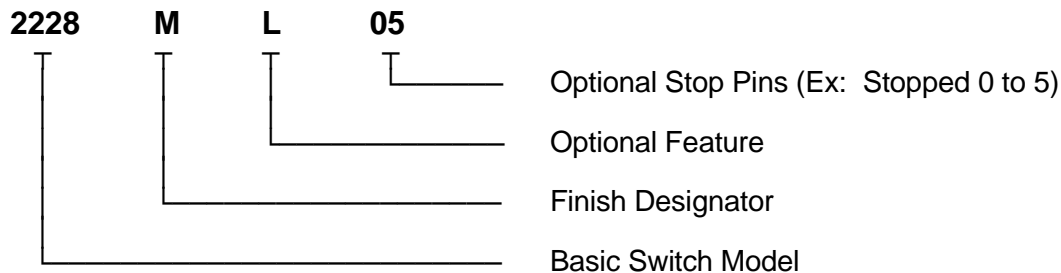 2228 M L 05
Optional Stop Pins (Ex: Stopped 0 to 5)
Optional Feature
Finish Designator
Basic Switch Model